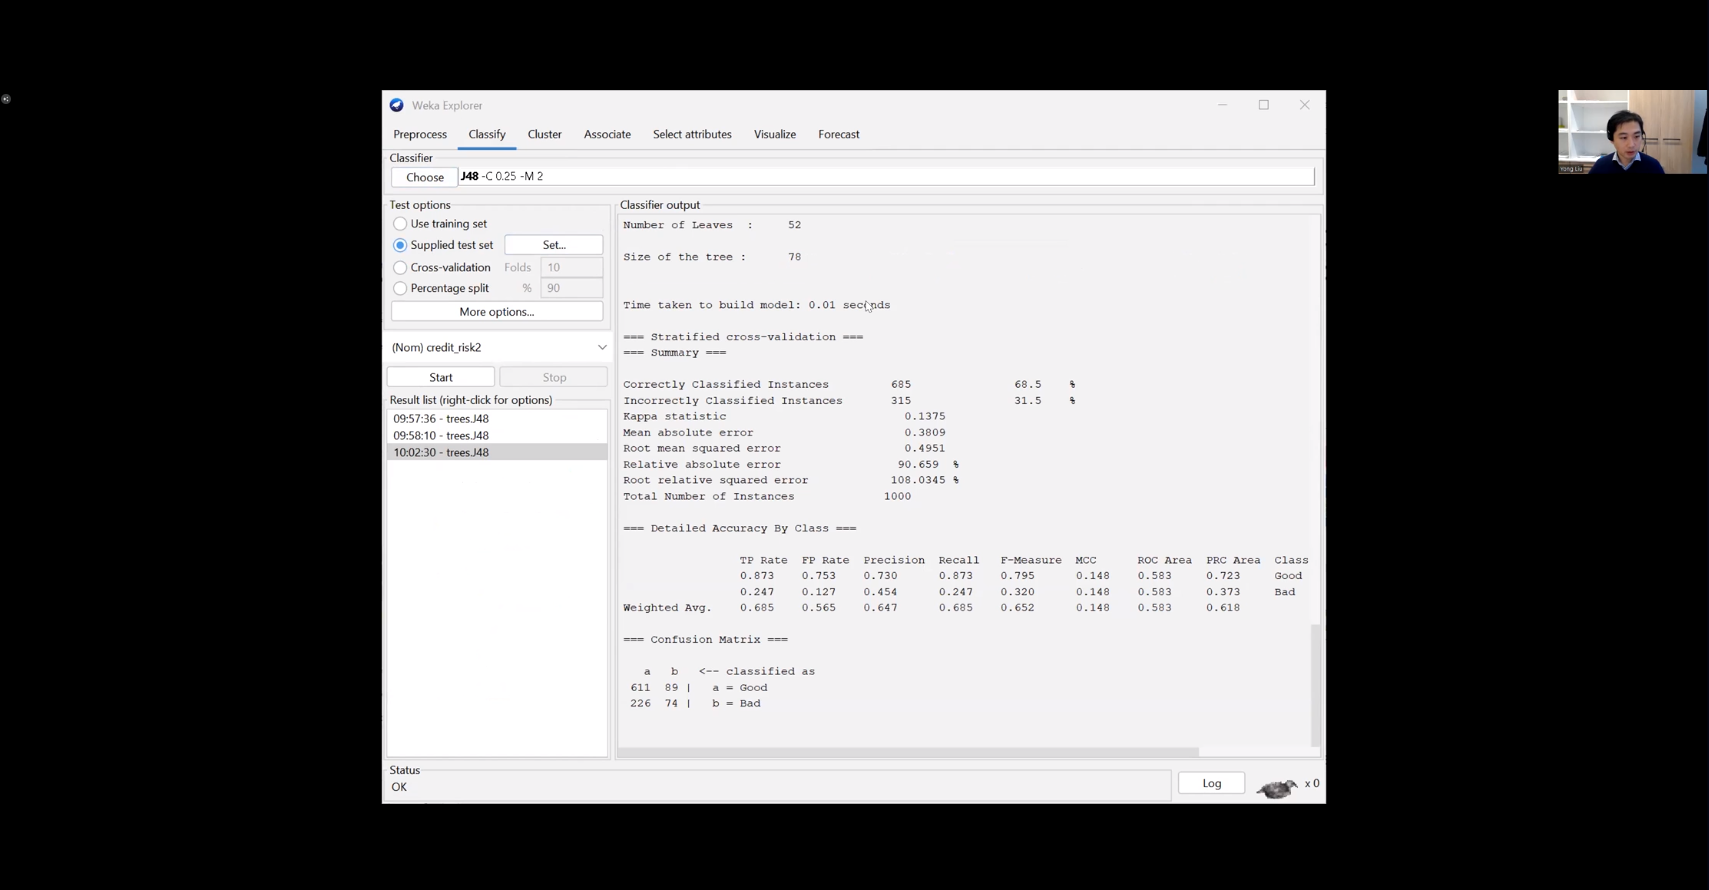 Weka Explorer
Preprocess Classify Cluster Associate Select attributes Visualize Forecast
Classifier
Choose J48 -C 0.25 -M 2
Test options
Use training set
Supplied test set Set...
Cross-validation Folds 10
Percentage split % 90
More options...
(Nom) credit_risk2
Start Stop
Result list (right-click for options)
09:57:36 - trees.J48
09:58:10 - trees.J48
10:02:30 - trees.J48
Classifier output
Number of Leaves : 52
Size of the tree : 78
Time taken to build model: 0.01 seconds
=== Stratified cross-validation ===
=== Summary ===
Correctly Classified Instances 685 68.5 %
Incorrectly Classified Instances 315 31.5 %
Kappa statistic 0.1375
Mean absolute error 0.3809
Root mean squared error 0.4951
Relative absolute error 90.659 %
Root relative squared error 108.0345 %
Total Number of Instances 1000
=== Detailed Accuracy By Class ===
TP Rate FP Rate Precision Recall F-Measure MCC ROC Area PRC Area Class
0.873 0.753 0.730 0.873 0.795 0.148 0.583 0.723 Good
0.247 0.127 0.454 0.247 0.320 0.148 0.583 0.373 Bad
Weighted Avg. 0.685 0.565 0.647 0.685 0.652 0.148 0.583 0.618
=== Confusion Matrix ===
a b <-- classified as
611 89 | a = Good
226 74 | b = Bad
Status
OK
Log x 0
Yong Liu